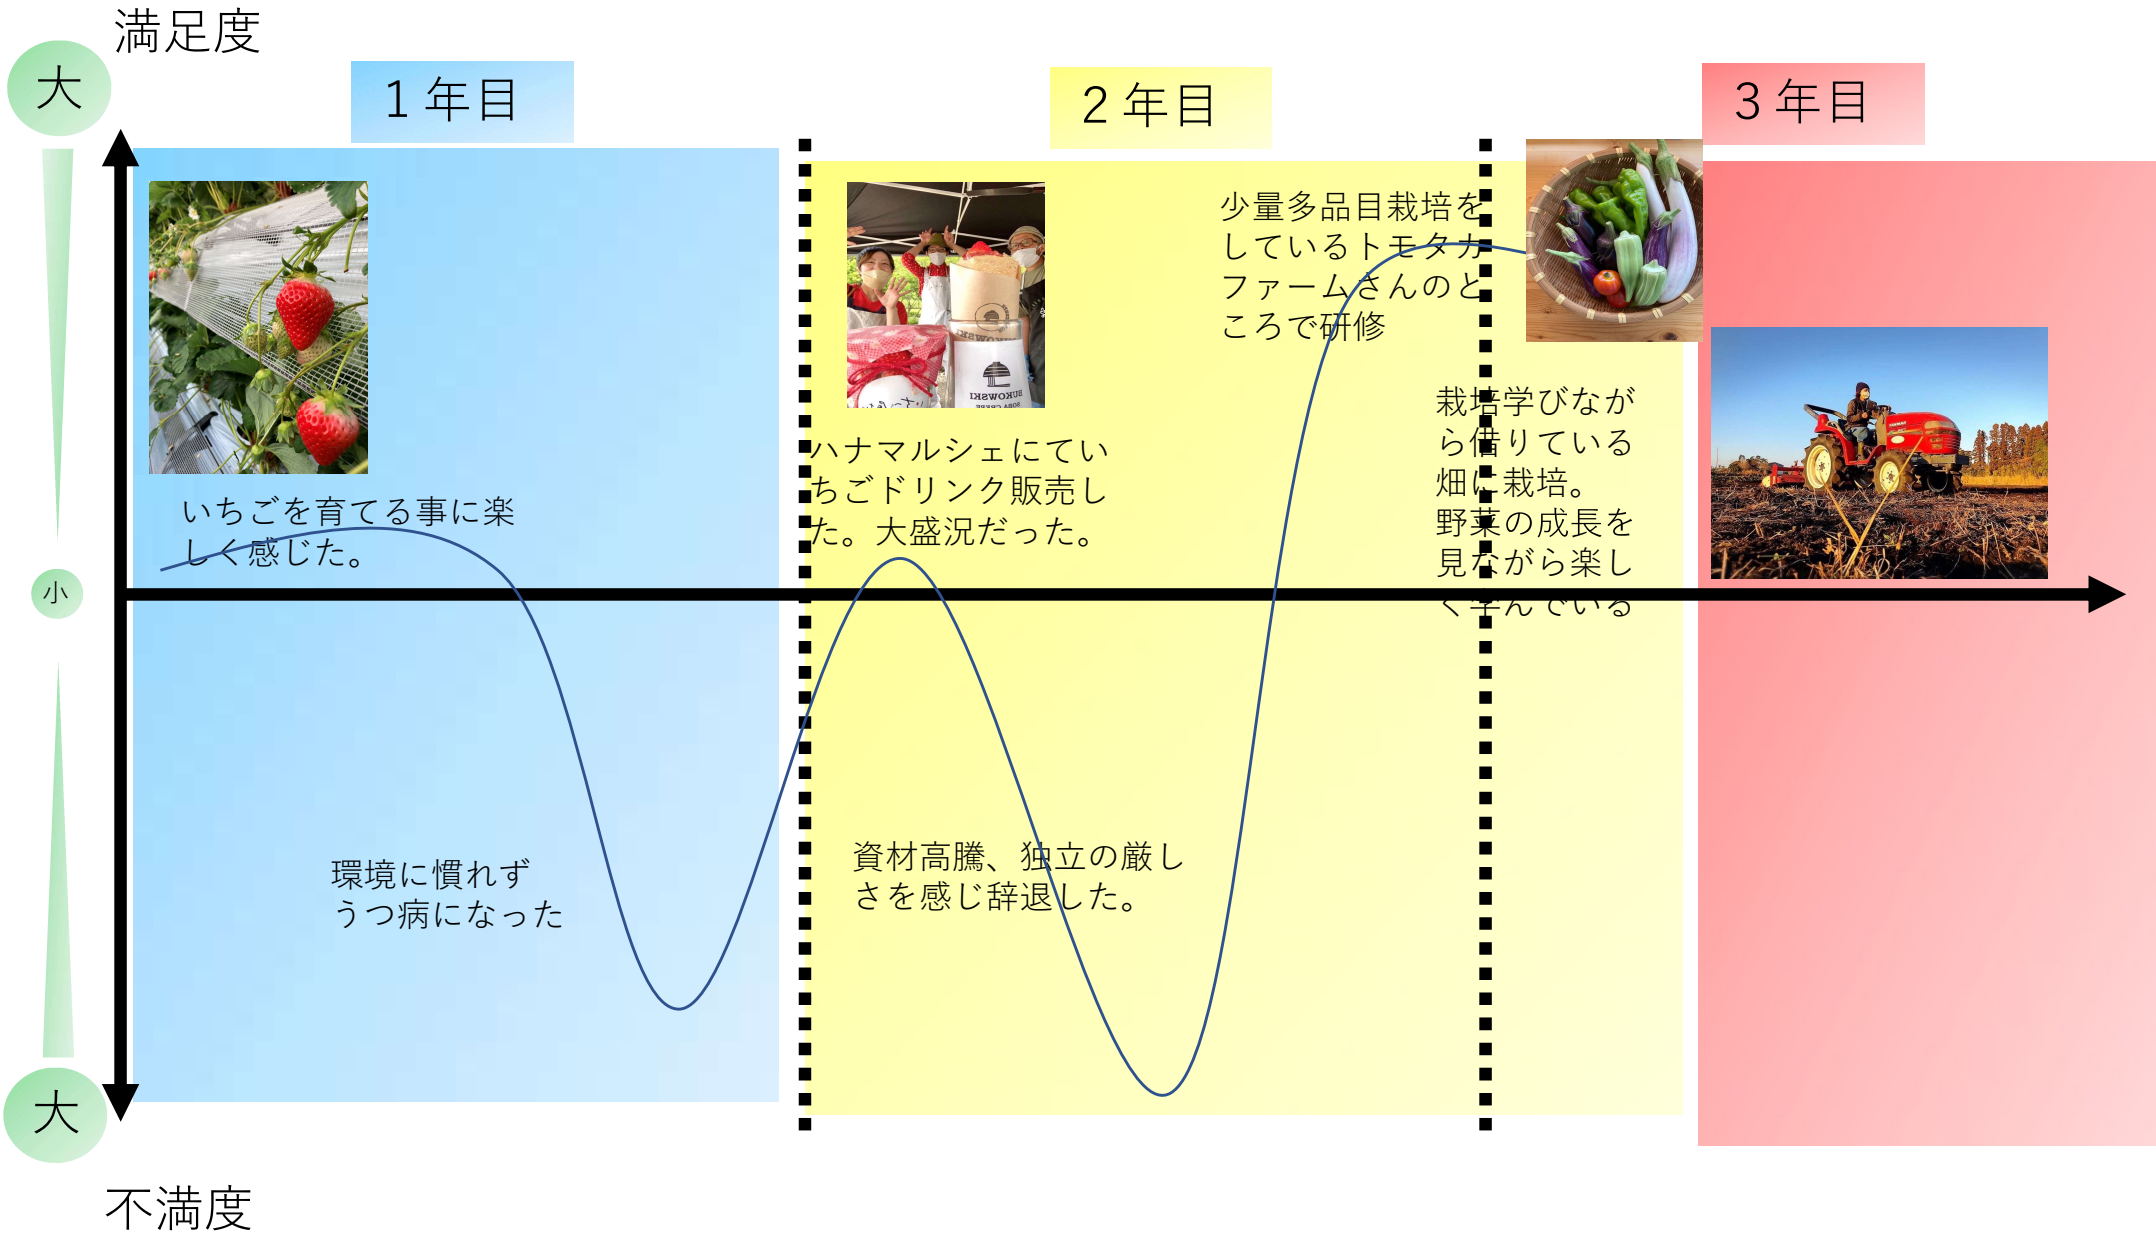 満足度
大
１年目
２年目
３年目
少量多品目栽培を
しているトモタカ
ファームさんのと
ころで研修
BUKOWSKI
SOBA CREPE
栽培学びなが
ら借りている
畑に栽培。
野菜の成長を
見ながら楽し
く学んでいる
ハナマルシェにてい
ちごドリンク販売し
た。大盛況だった。
いちごを育てる事に楽
しく感じた。
小
環境に慣れず
うつ病になった
資材高騰、独立の厳し
さを感じ辞退した。
大
不満度